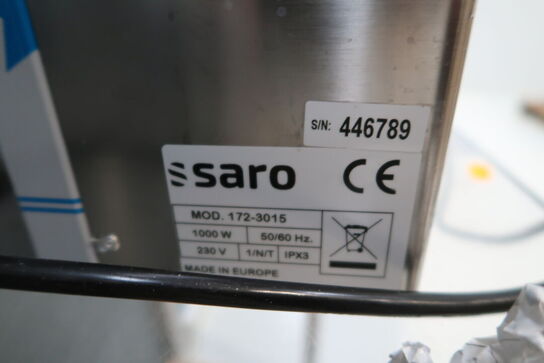 S/N: 446789
saro CE
MOD. 172-3015
1000 W 50/60 Hz.
230 V 1/N/T IPX3
MADE IN EUROPE